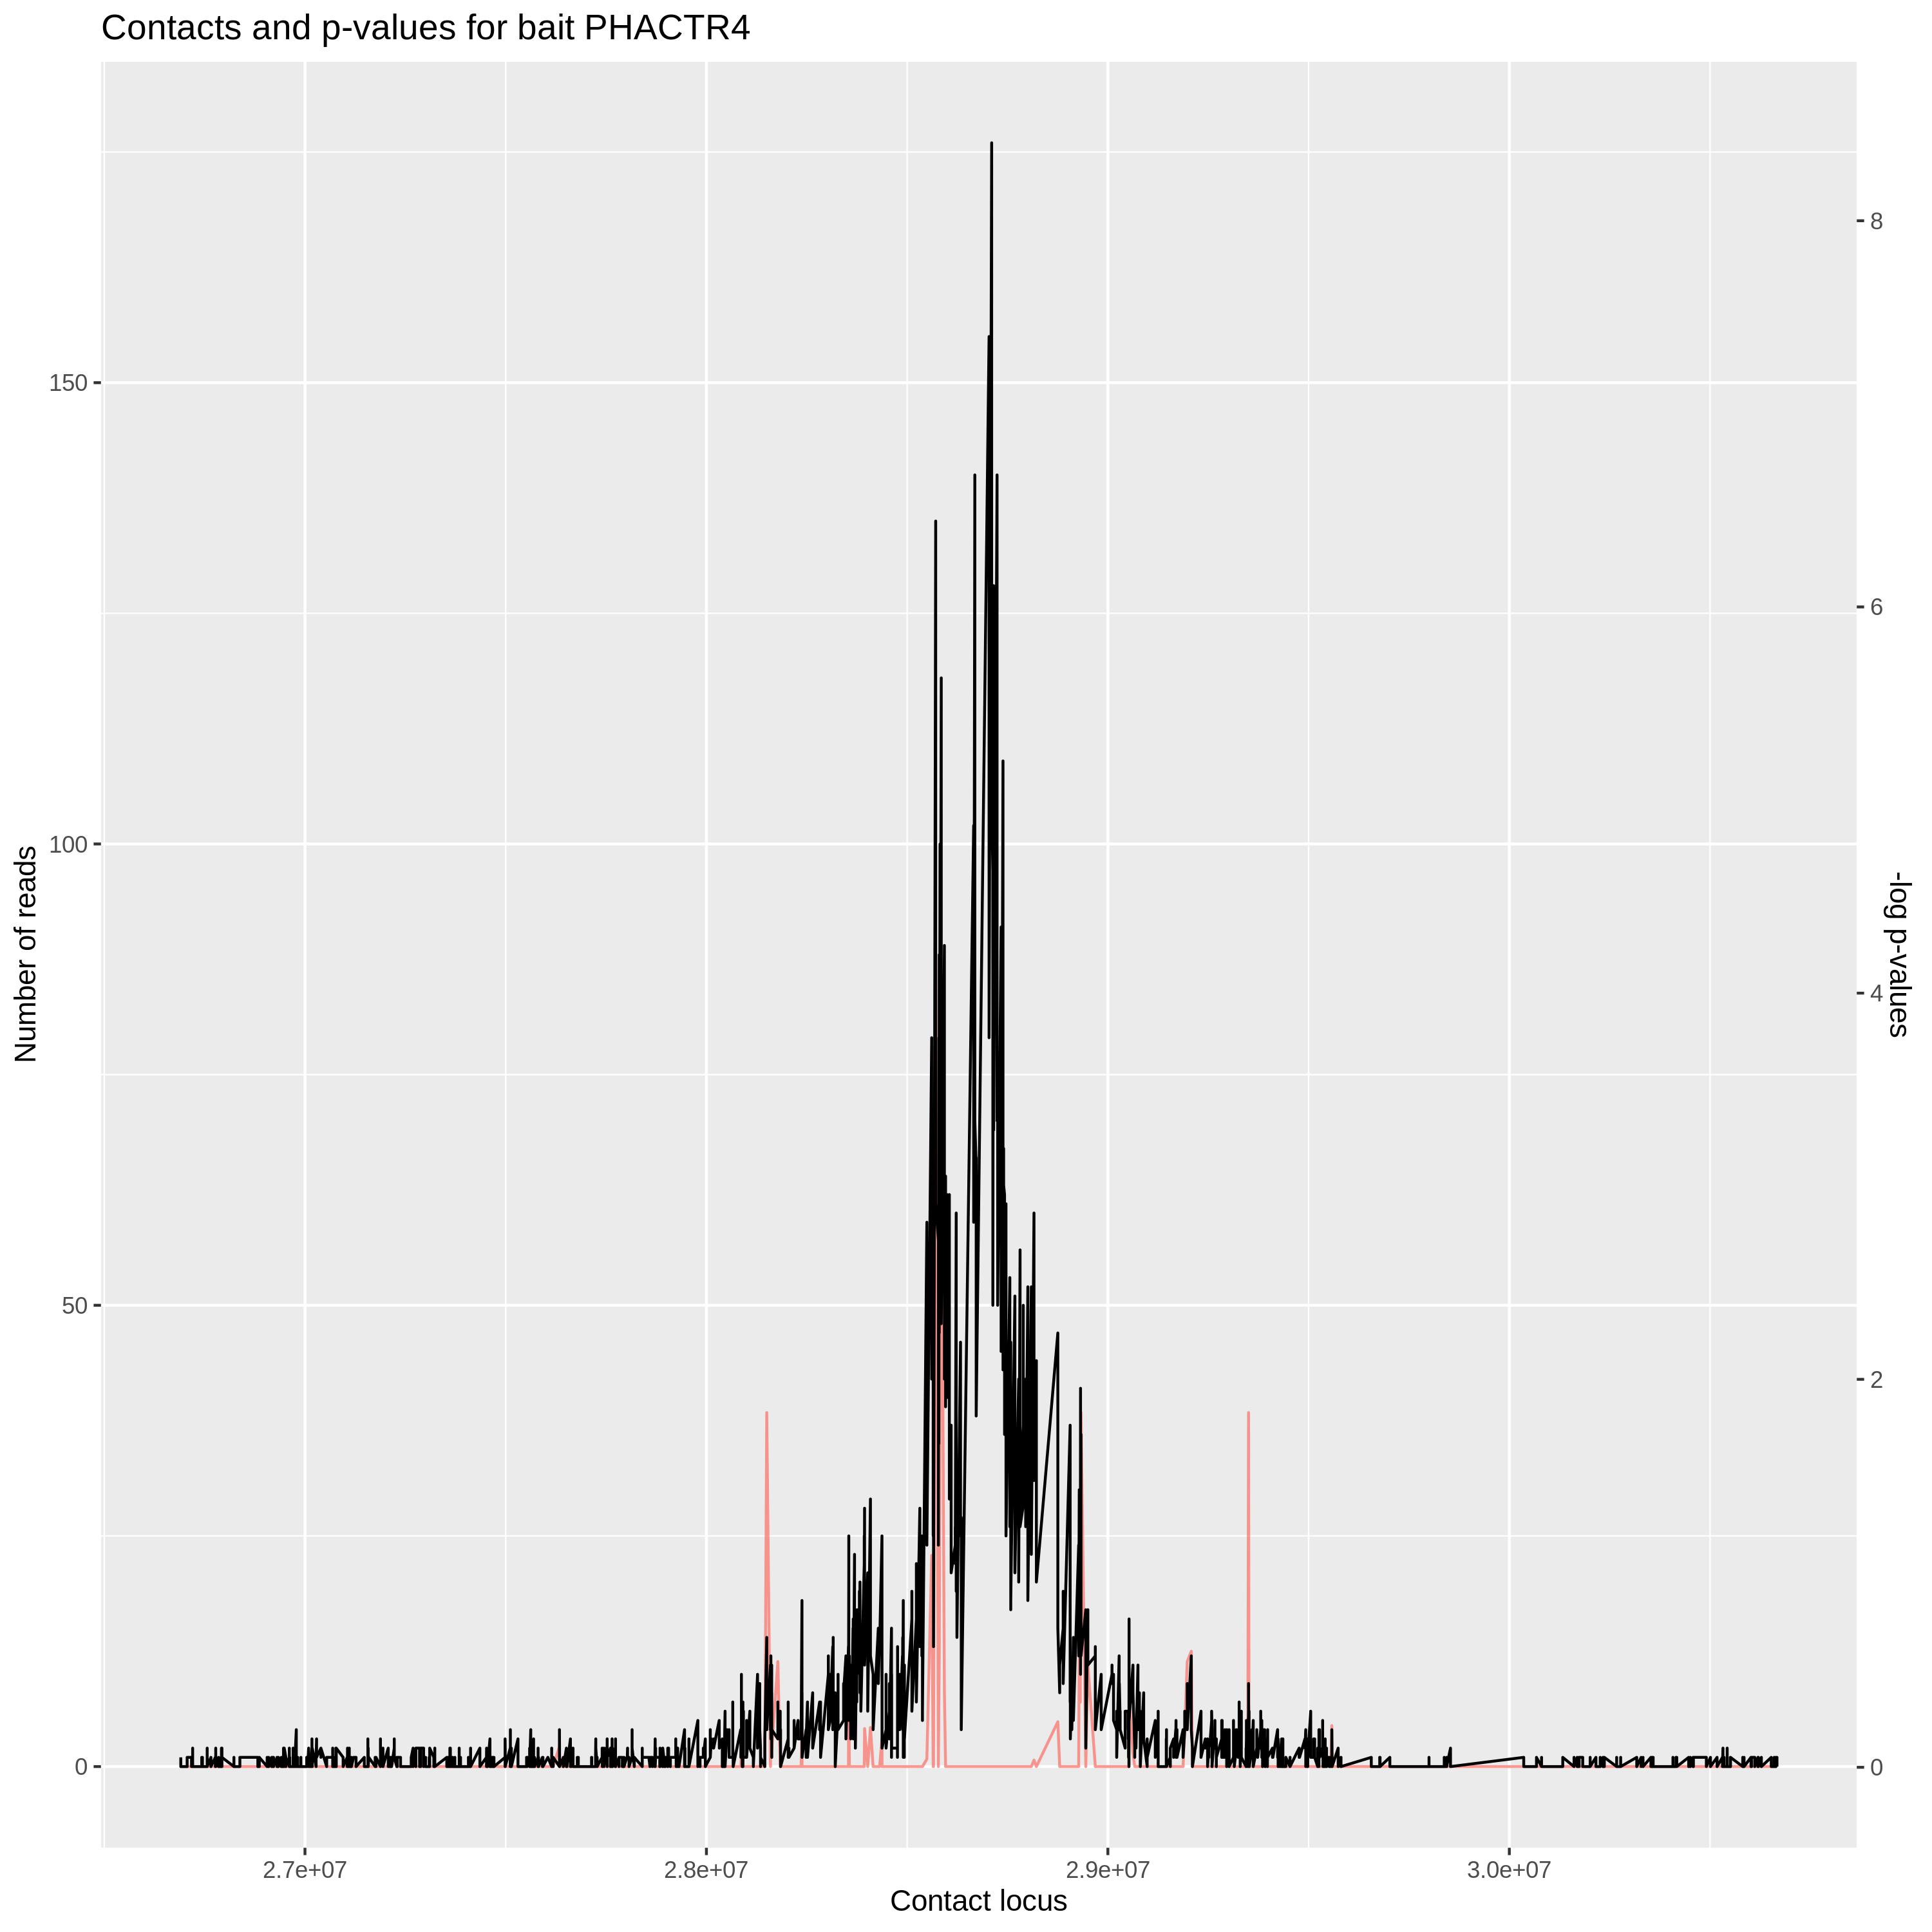 Contacts and p-values for bait PHACTR4
Number of reads
150
100
50
0
8
6
4
2
0
-log p-values
2.7e+07
2.8e+07
2.9e+07
3.0e+07
Contact locus